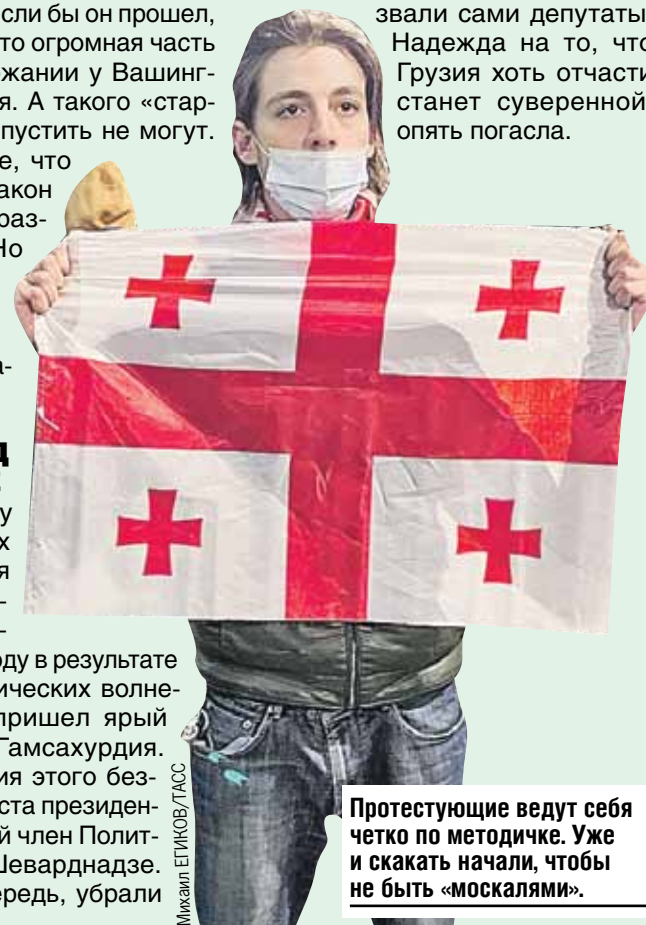 сли бы он прошел,
то огромная часть
жании у Вашинг-
я. А такого «стар-
пустить не могут.
е, что
акон
раз-
Но
а-
д
у
х
я
-
-
оду в результате
ических волне-
пришел ярый
Гамсахурдия.
ия этого без-
ста президен-
й член Полит-
Шеварднадзе.
ередь, убрали
звали сами депутаты
Надежда на то, что
Грузия хоть отчасти
станет суверенной,
опять погасла.
Михаил ЕГИКОВ/ТАСС
Протестующие ведут себя
четко по методичке. Уже
и скакать начали, чтобы
не быть «москалями».